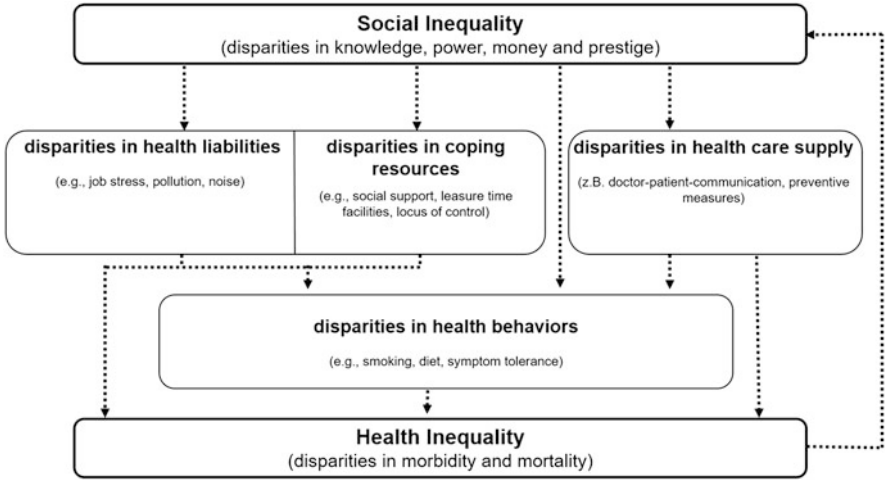 Social Inequality
(disparities in knowledge, power, money and prestige)
disparities in health liabilities
(e.g., job stress, pollution, noise)
disparities in coping
resources
(e.g., social support, leasure time
facilities, locus of control)
disparities in health care supply
(z.B. doctor-patient-communication, preventive
measures)
disparities in health behaviors
(e.g., smoking, diet, symptom tolerance)
Health Inequality
(disparities in morbidity and mortality)